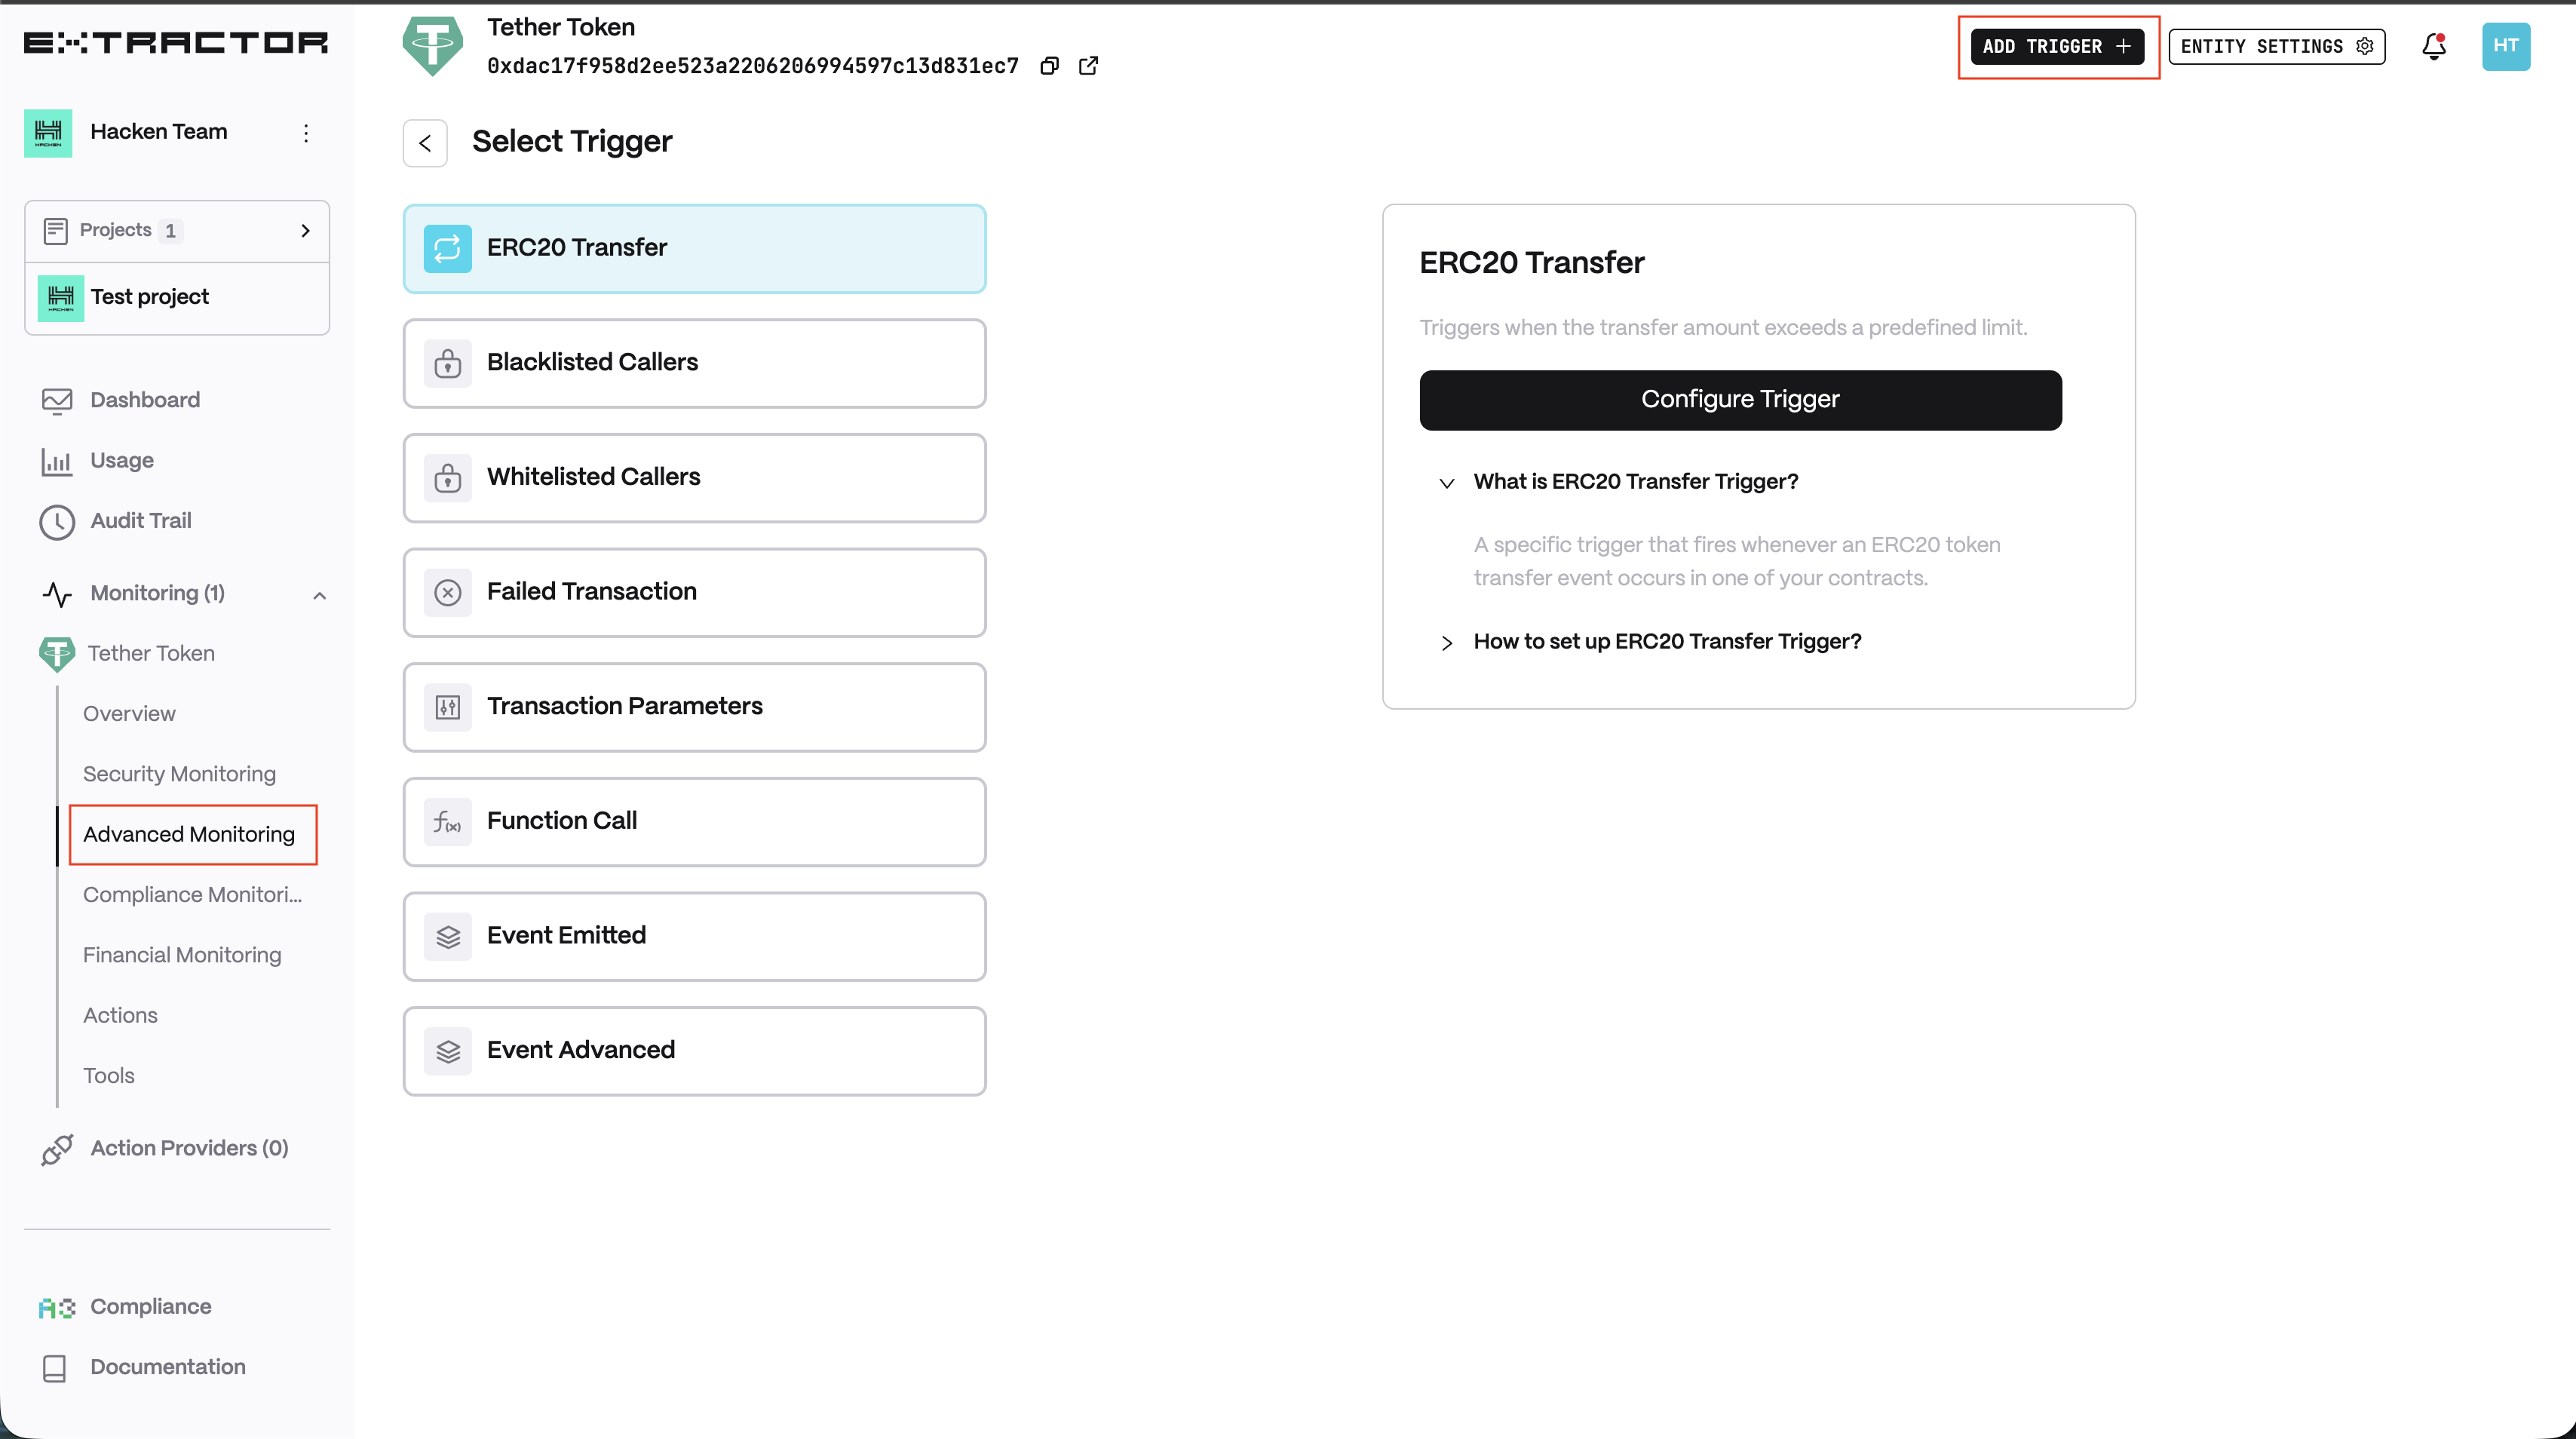 EXTRACTOR
Hacken Team
Projects 1
Test project
Dashboard
Usage
Audit Trail
Monitoring (1)
Tether Token
Overview
Security Monitoring
Advanced Monitoring
Compliance Monitori...
Financial Monitoring
Actions
Tools
Action Providers (0)
Compliance
Documentation
Tether Token
0xdac17f958d2ee523a2206206994597c13d831ec7
ADD TRIGGER +
ENTITY SETTINGS
HT
Select Trigger
ERC20 Transfer
Blacklisted Callers
Whitelisted Callers
Failed Transaction
Transaction Parameters
f(x) Function Call
Event Emitted
Event Advanced
ERC20 Transfer
Triggers when the transfer amount exceeds a predefined limit.
Configure Trigger
What is ERC20 Transfer Trigger?
A specific trigger that fires whenever an ERC20 token
transfer event occurs in one of your contracts.
How to set up ERC20 Transfer Trigger?